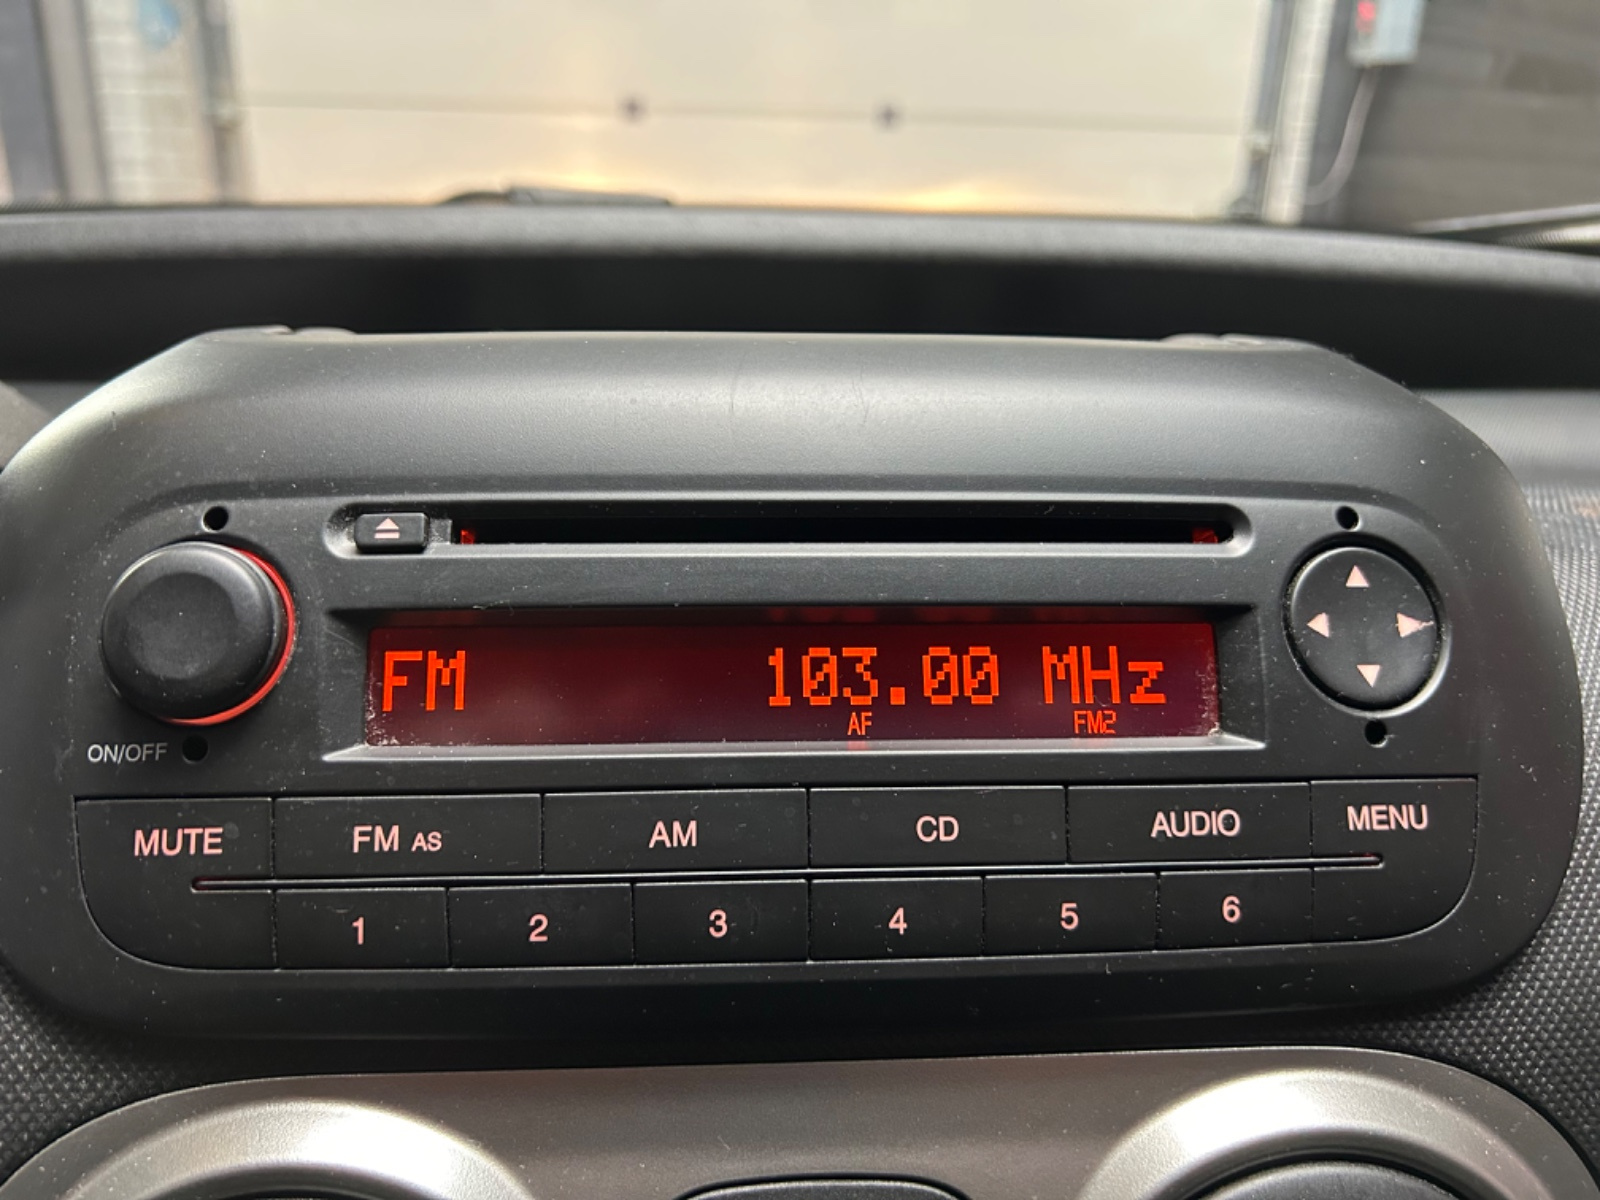 FM 103.00 MHz
AF FM2
ON/OFF
MUTE FM AS AM CD AUDIO MENU
1 2 3 4 5 6